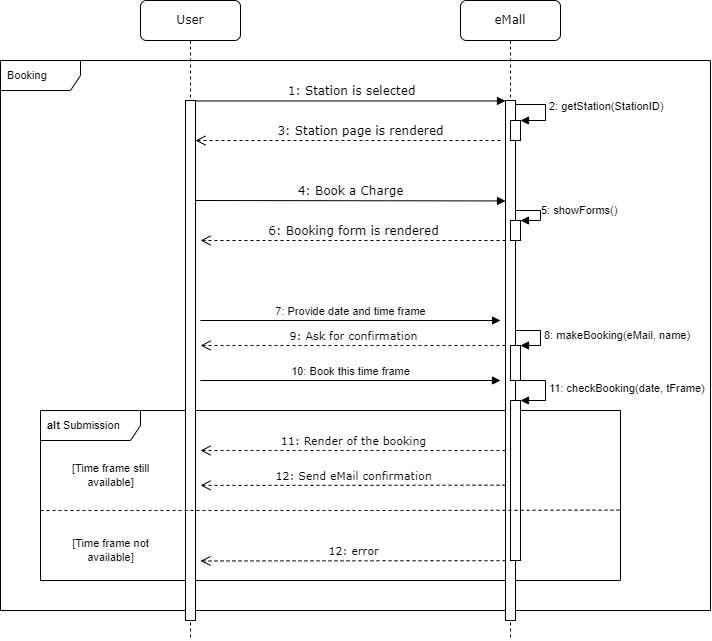 User
eMall
Booking
1: Station is selected
2: getStation(StationID)
3: Station page is rendered
4: Book a Charge
5: showForms()
6: Booking form is rendered
7: Provide date and time frame
8: makeBooking(eMail, name)
9: Ask for confirmation
10: Book this time frame
11: checkBooking(date, tFrame)
alt Submission
11: Render of the booking
[Time frame still
available]
12: Send eMail confirmation
[Time frame not
available]
12: error